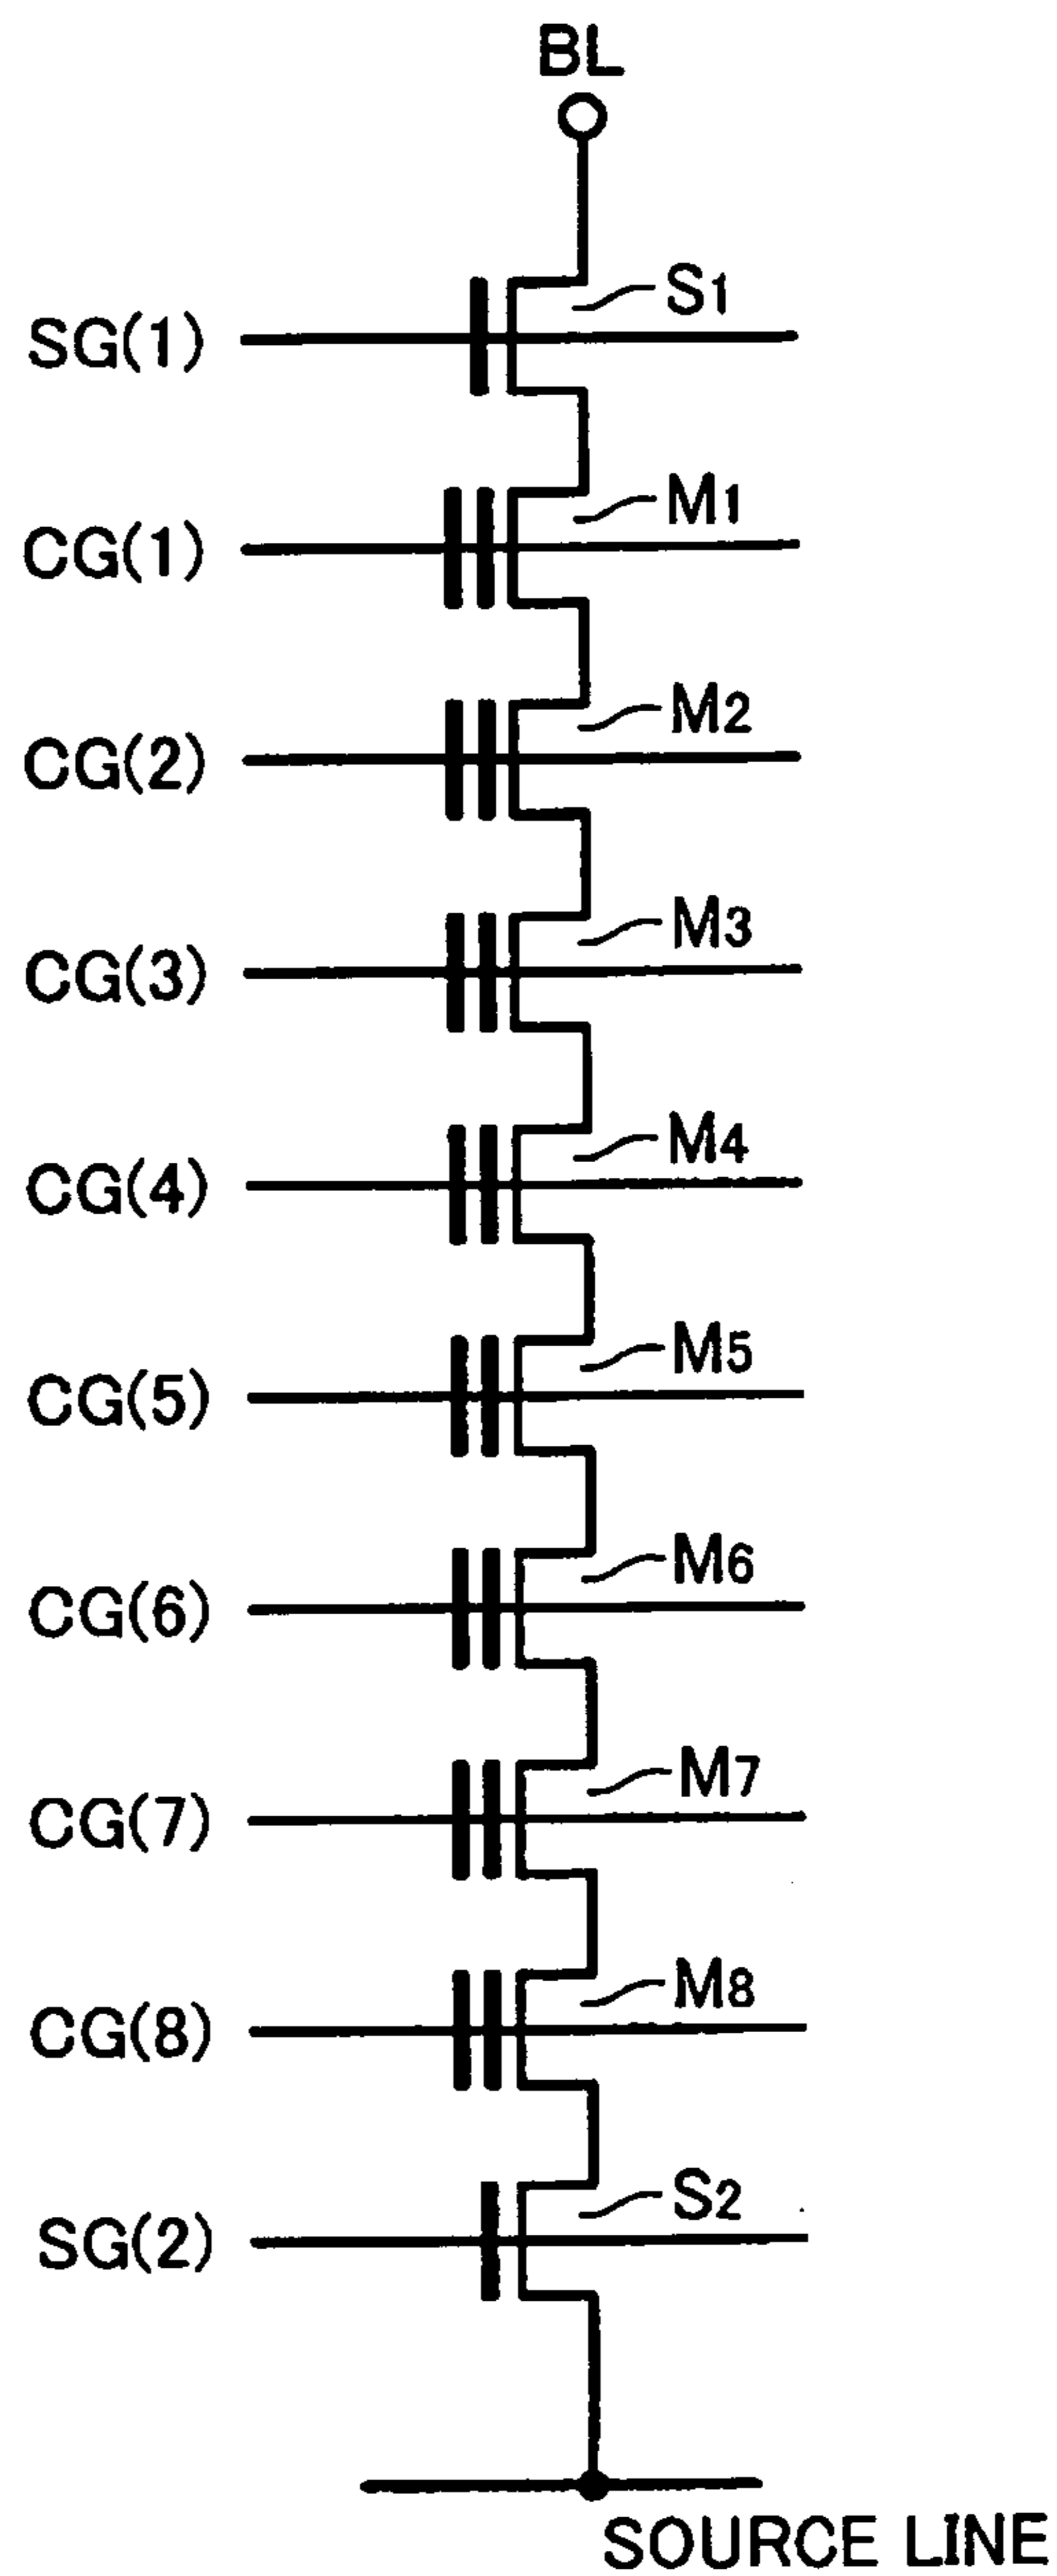 BL
SG(1) S1
CG(1) M1
CG(2) M2
CG(3) M3
CG(4) M4
CG(5) M5
CG(6) M6
CG(7) M7
CG(8) M8
SG(2) S2
SOURCE LINE